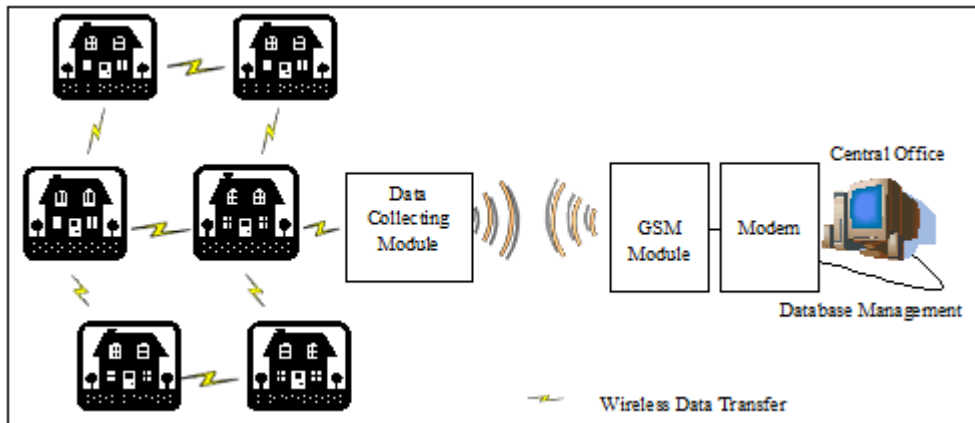 Data
Collecting
Module
GSM
Module
Modem
Central Office
Database Management
Wireless Data Transfer